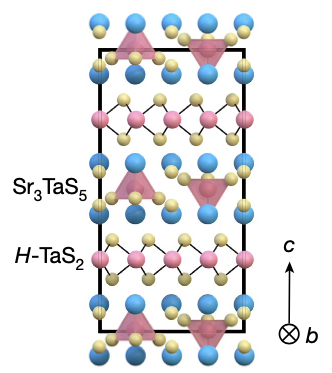 Sr₃TaS₅
H-TaS₂
c
b